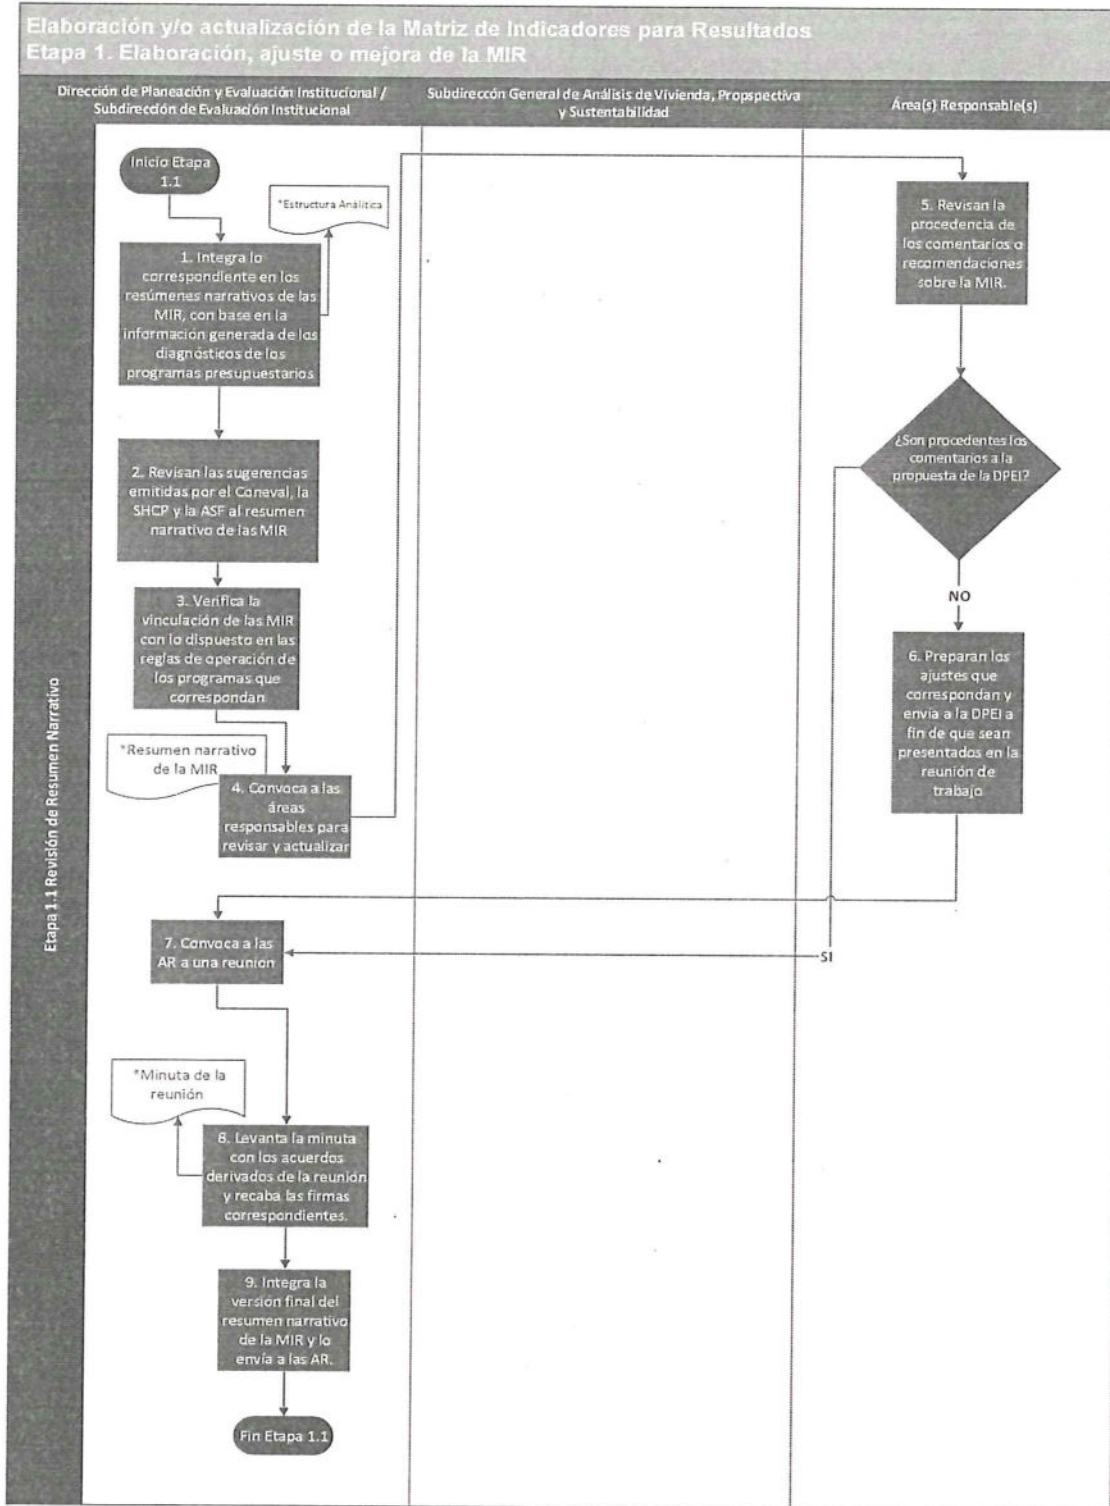 Elaboración y/o actualización de la Matriz de Indicadores para Resultados
Etapa 1. Elaboración, ajuste o mejora de la MIR
Dirección de Planeación y Evaluación Institucional /
Subdirección de Evaluación Institucional
Subdireccón General de Análisis de Vivienda, Propspectiva
y Sustentabilidad
Área(s) Responsable(s)
Etapa 1.1 Revisión de Resumen Narrativo
Inicio Etapa
1.1
*Estructura Analítica
1. Integra lo
correspondiente en los
resúmenes narrativos de las
MIR, con base en la
información generada de los
diagnósticos de los
programas presupuestarios
2. Revisan las sugerencias
emitidas por el Coneval, la
SHCP y la ASF al resumen
narrativo de las MIR
3. Verifica la
vinculación de las MIR
con lo dispuesto en las
reglas de operación de
los programas que
correspondan
*Resumen narrativo
de la MIR
4. Convoca a las
áreas
responsables para
revisar y actualizar
5. Revisan la
procedencia de
los comentarios o
recomendaciones
sobre la MIR.
¿Son procedentes los
comentarios a la
propuesta de la DPEI?
NO
6. Preparan los
ajustes que
correspondan y
envía a la DPEI a
fin de que sean
presentados en la
reunión de
trabajo
SI
7. Convoca a las
AR a una reunión
*Minuta de la
reunión
8. Levanta la minuta
con los acuerdos
derivados de la reunión
y recaba las firmas
correspondientes.
9. Integra la
versión final del
resumen narrativo
de la MIR y lo
envía a las AR.
Fin Etapa 1.1